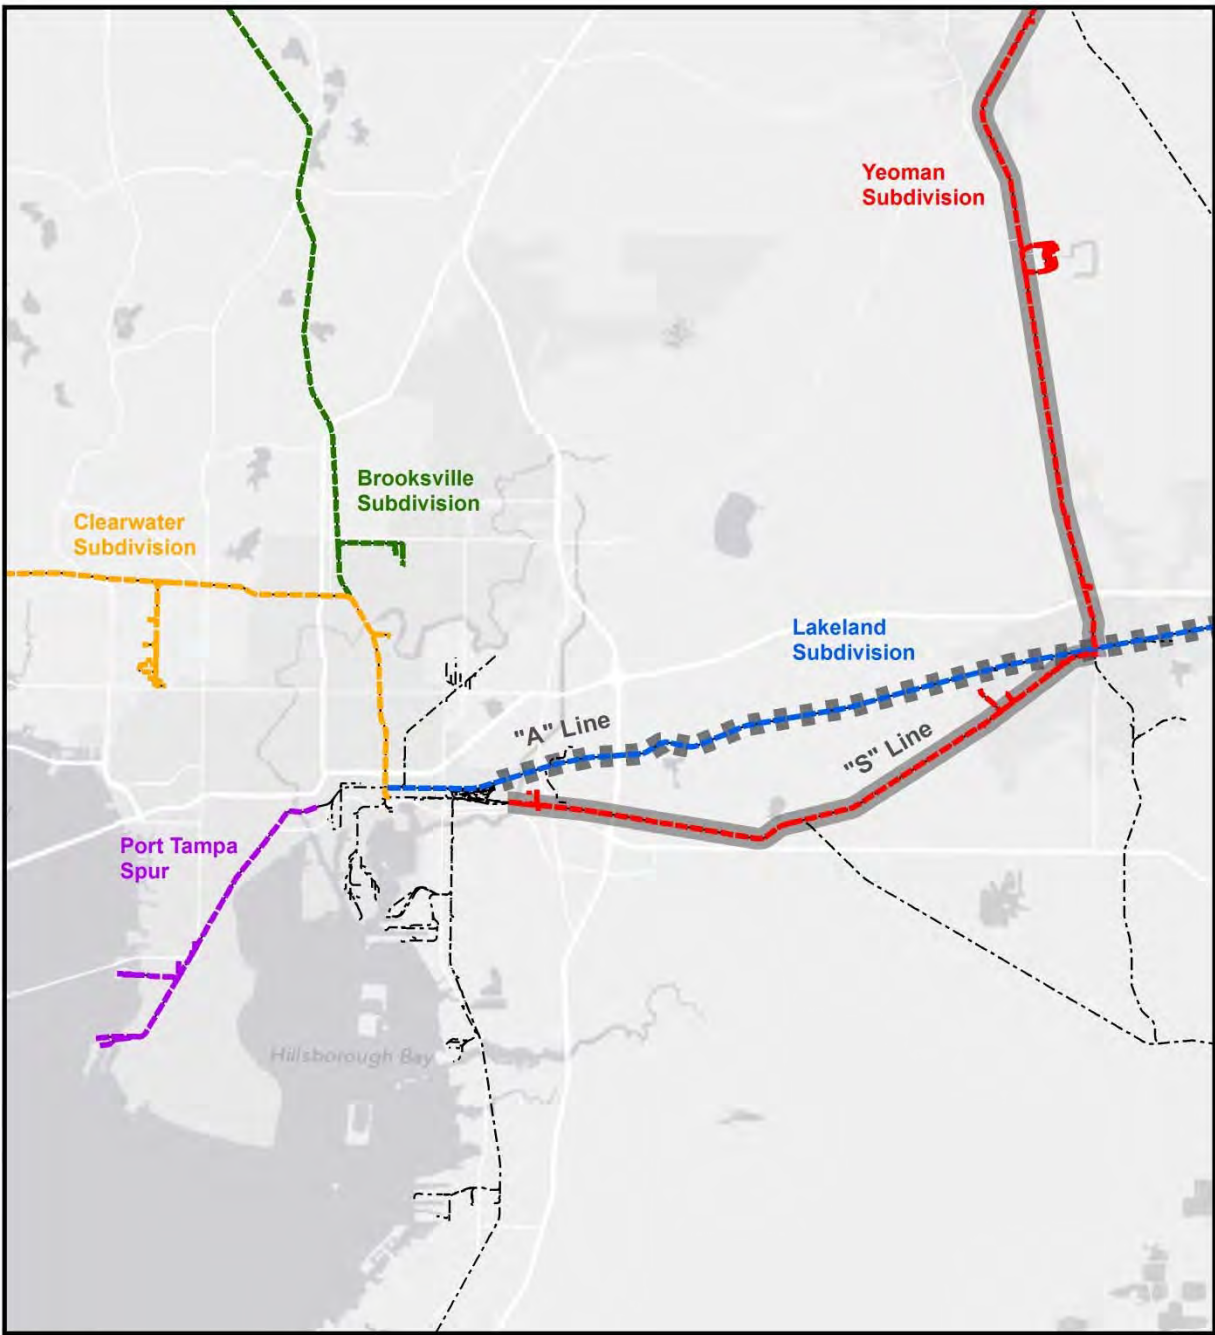 Yeoman
Subdivision
Brooksville
Subdivision
Clearwater
Subdivision
Lakeland
Subdivision
"A" Line
"S" Line
Port Tampa
Spur
Hillsborough Bay